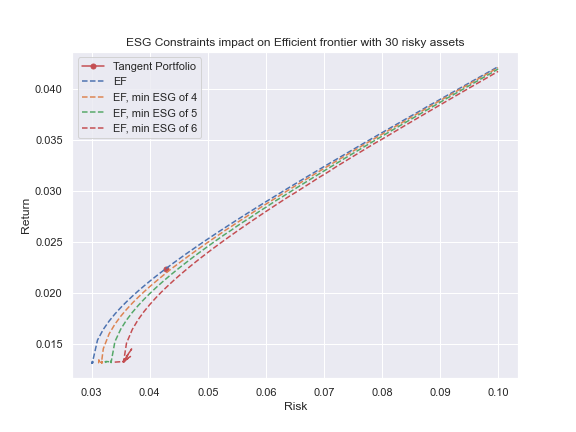 ESG Constraints impact on Efficient frontier with 30 risky assets
Tangent Portfolio
EF
EF, min ESG of 4
EF, min ESG of 5
EF, min ESG of 6
0.040
0.035
0.030
0.025
0.020
0.015
Return
0.03 0.04 0.05 0.06 0.07 0.08 0.09 0.10
Risk